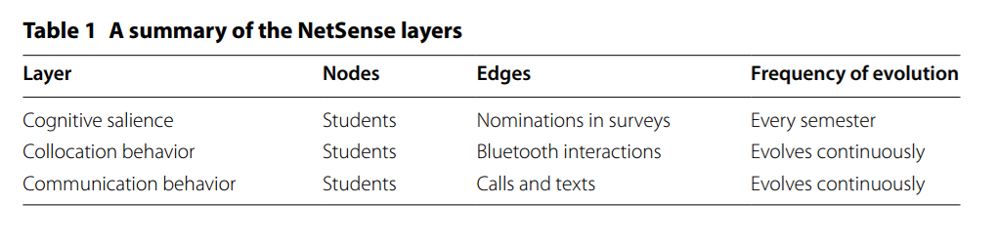 Table 1 A summary of the NetSense layers
Layer Nodes Edges Frequency of evolution
Cognitive salience Students Nominations in surveys Every semester
Collocation behavior Students Bluetooth interactions Evolves continuously
Communication behavior Students Calls and texts Evolves continuously